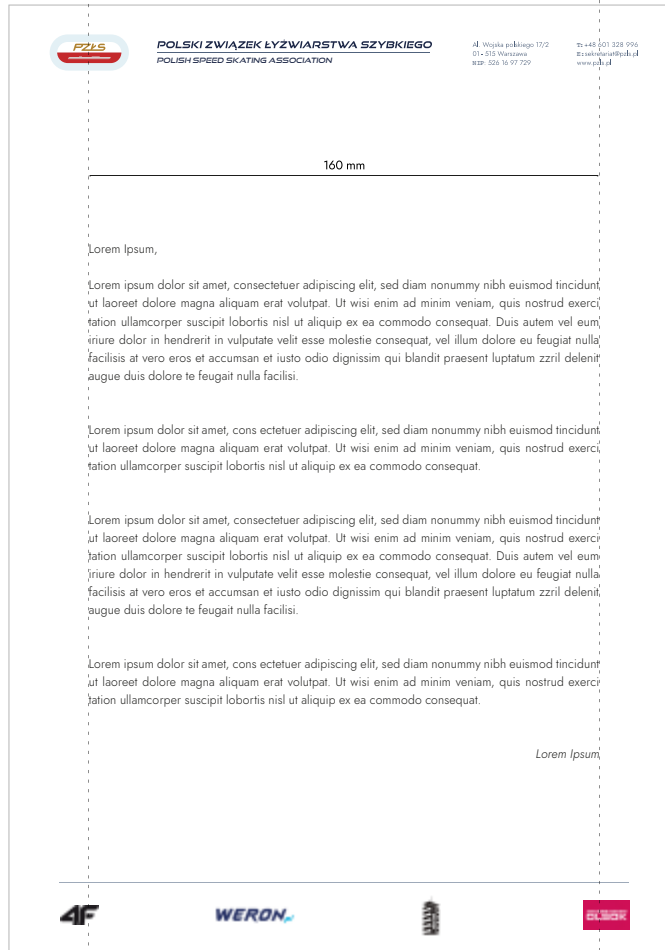 PZŁS
POLSKI ZWIĄZEK ŁYŻWIARSTWA SZYBKIEGO
POLISH SPEED SKATING ASSOCIATION
Al. Wojska polskiego 17/2
01 - 515 Warszawa
NIP: 526 16 97 729
T: +48 601 328 996
E: sekretariat@pzls.pl
www.pzls.pl
160 mm
Lorem Ipsum,
Lorem ipsum dolor sit amet, consectetuer adipiscing elit, sed diam nonummy nibh euismod tincidunt
ut laoreet dolore magna aliquam erat volutpat. Ut wisi enim ad minim veniam, quis nostrud exerci
tation ullamcorper suscipit lobortis nisl ut aliquip ex ea commodo consequat. Duis autem vel eum
iriure dolor in hendrerit in vulputate velit esse molestie consequat, vel illum dolore eu feugiat nulla
facilisis at vero eros et accumsan et iusto odio dignissim qui blandit praesent luptatum zzril delenit
augue duis dolore te feugait nulla facilisi.
Lorem ipsum dolor sit amet, cons ectetuer adipiscing elit, sed diam nonummy nibh euismod tincidunt
ut laoreet dolore magna aliquam erat volutpat. Ut wisi enim ad minim veniam, quis nostrud exerci
tation ullamcorper suscipit lobortis nisl ut aliquip ex ea commodo consequat.
Lorem ipsum dolor sit amet, consectetuer adipiscing elit, sed diam nonummy nibh euismod tincidunt
ut laoreet dolore magna aliquam erat volutpat. Ut wisi enim ad minim veniam, quis nostrud exerci
tation ullamcorper suscipit lobortis nisl ut aliquip ex ea commodo consequat. Duis autem vel eum
iriure dolor in hendrerit in vulputate velit esse molestie consequat, vel illum dolore eu feugiat nulla
facilisis at vero eros et accumsan et iusto odio dignissim qui blandit praesent luptatum zzril delenit
augue duis dolore te feugait nulla facilisi.
Lorem ipsum dolor sit amet, cons ectetuer adipiscing elit, sed diam nonummy nibh euismod tincidunt
ut laoreet dolore magna aliquam erat volutpat. Ut wisi enim ad minim veniam, quis nostrud exerci
tation ullamcorper suscipit lobortis nisl ut aliquip ex ea commodo consequat.
Lorem Ipsum
4F
WERON.pl